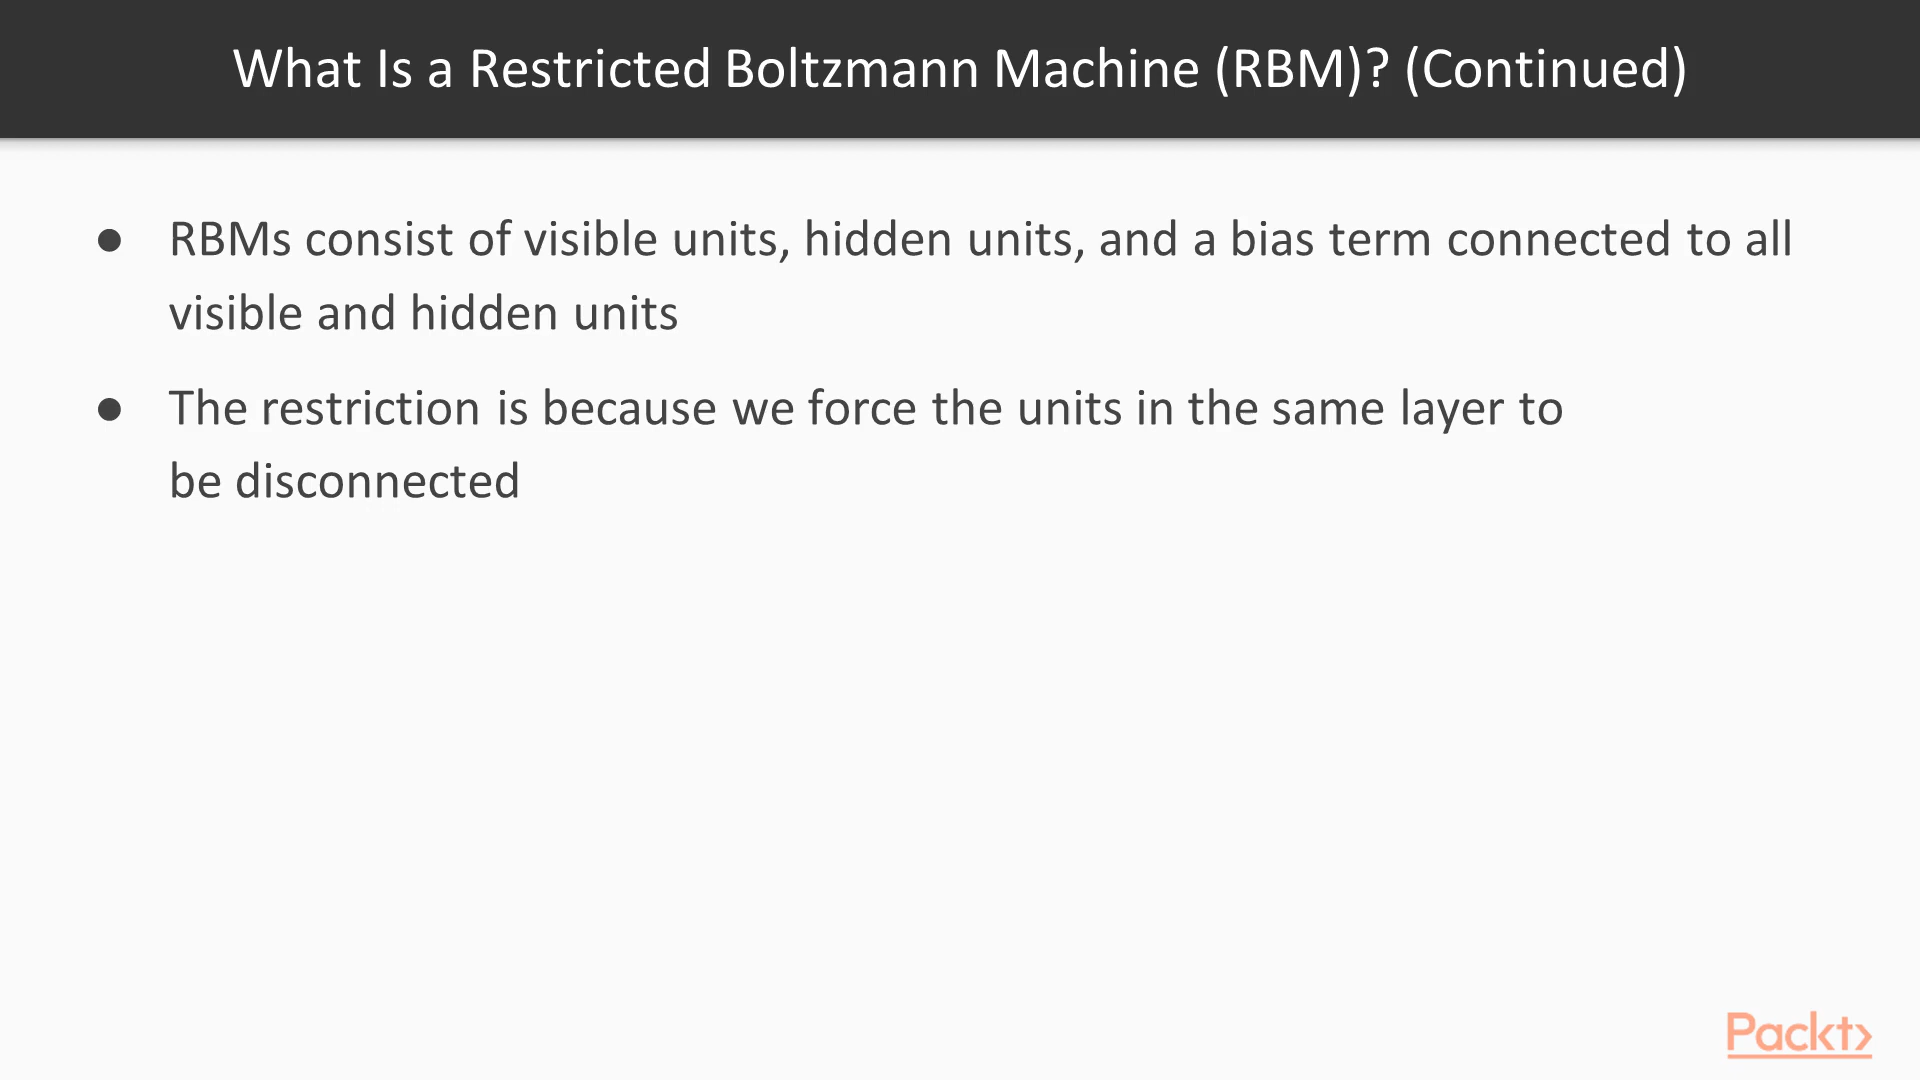 What Is a Restricted Boltzmann Machine (RBM)? (Continued)
● RBMs consist of visible units, hidden units, and a bias term connected to all
visible and hidden units
● The restriction is because we force the units in the same layer to
be disconnected
Packt>